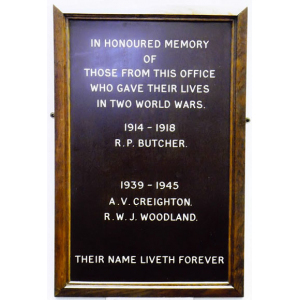 IN HONOURED MEMORY
OF
THOSE FROM THIS OFFICE
WHO GAVE THEIR LIVES
IN TWO WORLD WARS.
1914 - 1918
R. P. BUTCHER.
1939 - 1945
A. V. CREIGHTON.
R. W. J. WOODLAND.
THEIR NAME LIVETH FOREVER